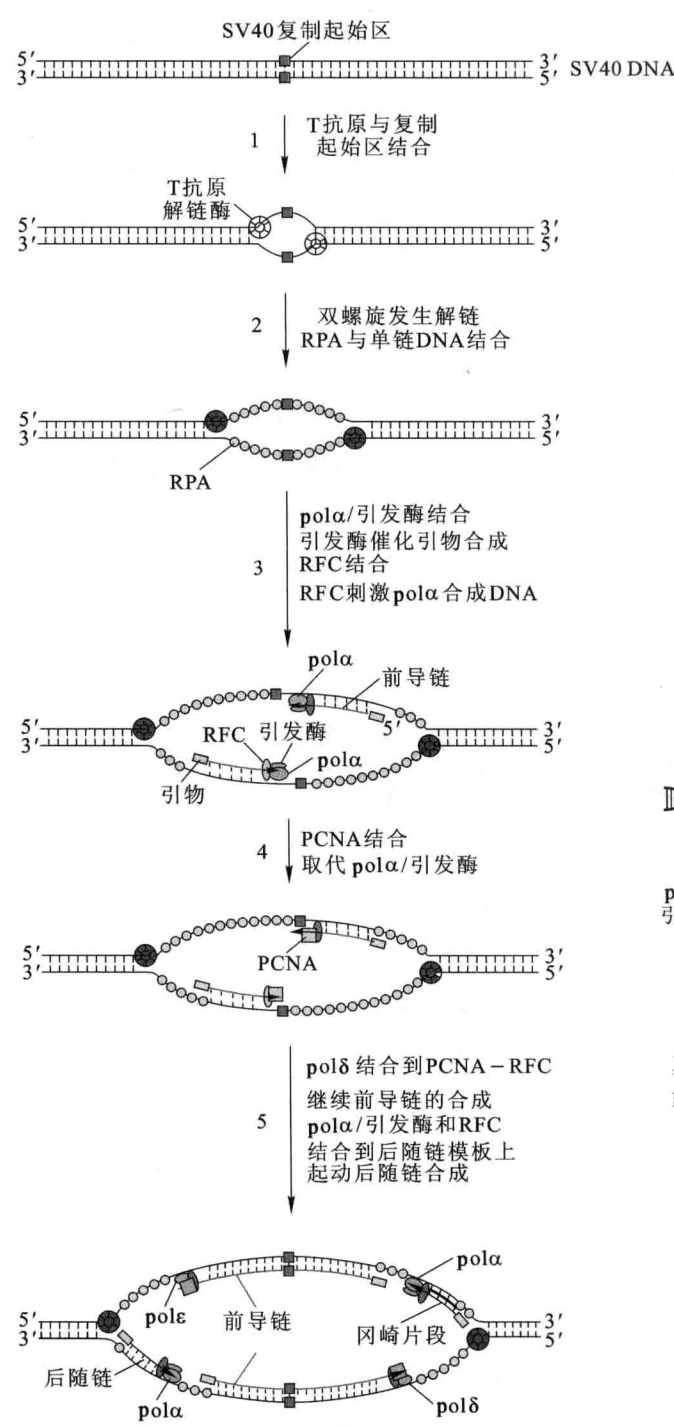 SV40复制起始区
5′ 3′ SV40 DNA
3′ 5′
1 T抗原与复制
起始区结合
T抗原
解链酶
5′ 3′
3′ 5′
2 双螺旋发生解链
RPA与单链DNA结合
5′ 3′
3′ 5′
RPA
3 polα/引发酶结合
引发酶催化引物合成
RFC结合
RFC刺激polα合成DNA
polα
前导链
5′ RFC 引发酶 5′ 3′
3′ polα 5′
引物
4 PCNA结合
取代polα/引发酶
5′ PCNA 3′
3′ 5′
5 polδ结合到PCNA-RFC
继续前导链的合成
polα/引发酶和RFC
结合到后随链模板上
起动后随链合成
polα
5′ polε 前导链 冈崎片段 3′
3′ 5′
后随链
polα polδ